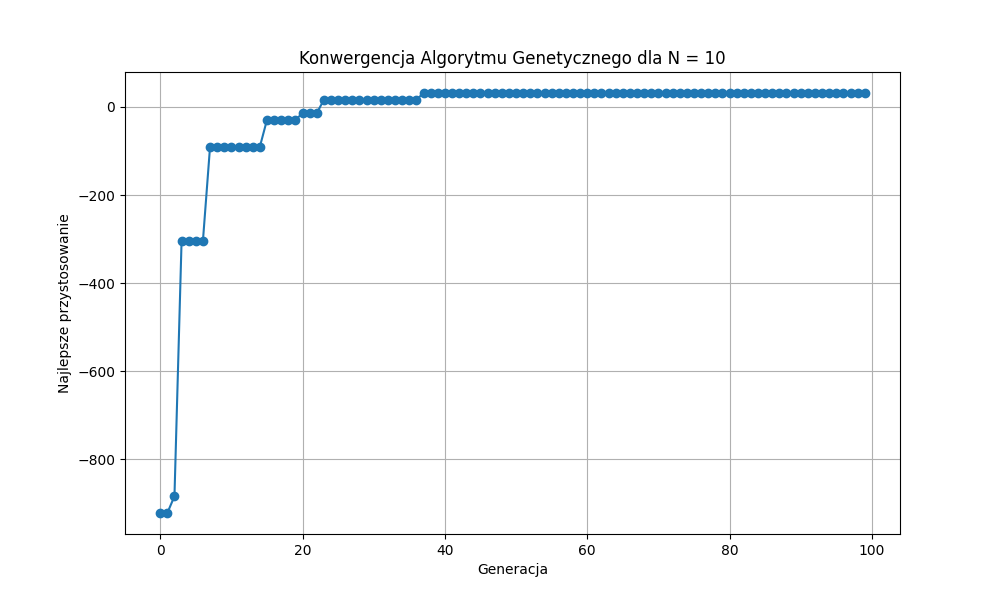 Konwergencja Algorytmu Genetycznego dla N = 10
Najlepsze przystosowanie
0
−200
−400
−600
−800
0 20 40 60 80 100
Generacja